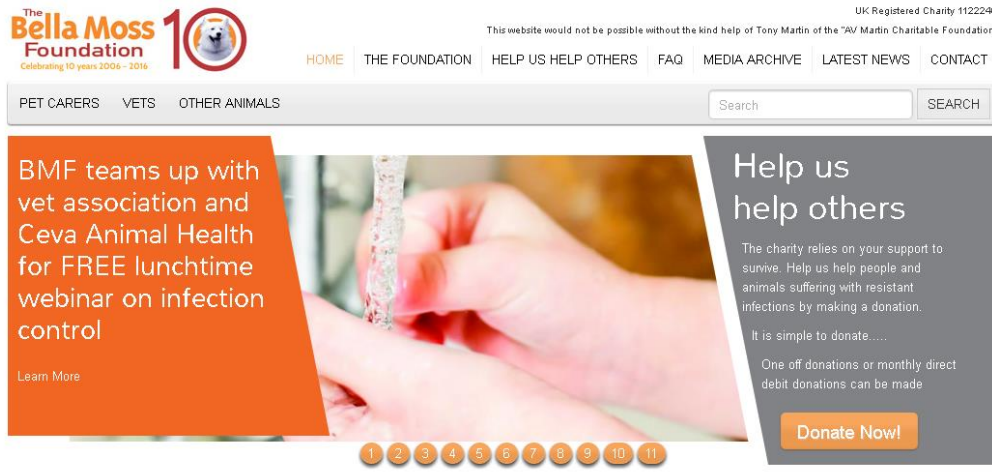 The
Bella Moss 10
Foundation
Celebrating 10 years 2006 - 2016
UK Registered Charity
This website would not be possible without the kind help of Tony Martin of the "AV Martin Charitable Foundation
HOME THE FOUNDATION HELP US HELP OTHERS FAQ MEDIA ARCHIVE LATEST NEWS CONTACT
PET CARERS VETS OTHER ANIMALS
Search SEARCH
BMF teams up with
vet association and
Ceva Animal Health
for FREE lunchtime
webinar on infection
control
Learn More
Help us
help others
The charity relies on your support to
survive. Help us help people and
animals suffering with resistant
infections by making a donation.
It is simple to donate.....
One off donations or monthly direct
debit donations can be made
Donate Now!
1 2 3 4 5 6 7 8 9 10 11